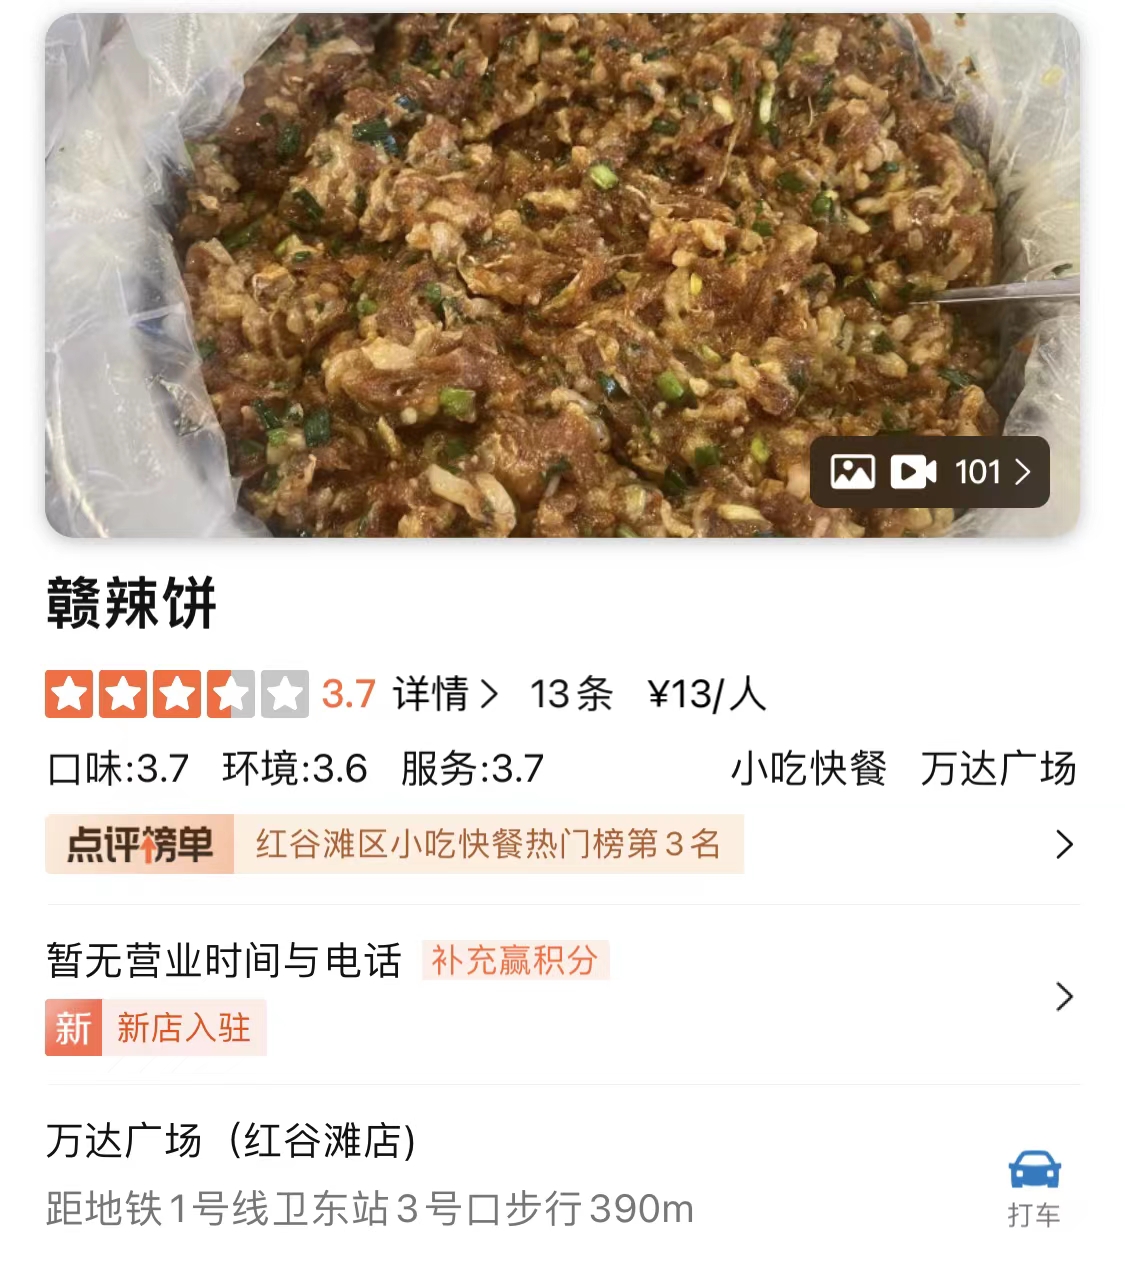 101
赣辣饼
3.7 详情 13条 ¥13/人
口味:3.7 环境:3.6 服务:3.7 小吃快餐 万达广场
点评榜单 红谷滩区小吃快餐热门榜第3名
暂无营业时间与电话 补充赢积分
新 新店入驻
万达广场（红谷滩店)
距地铁1号线卫东站3号口步行390m
打车